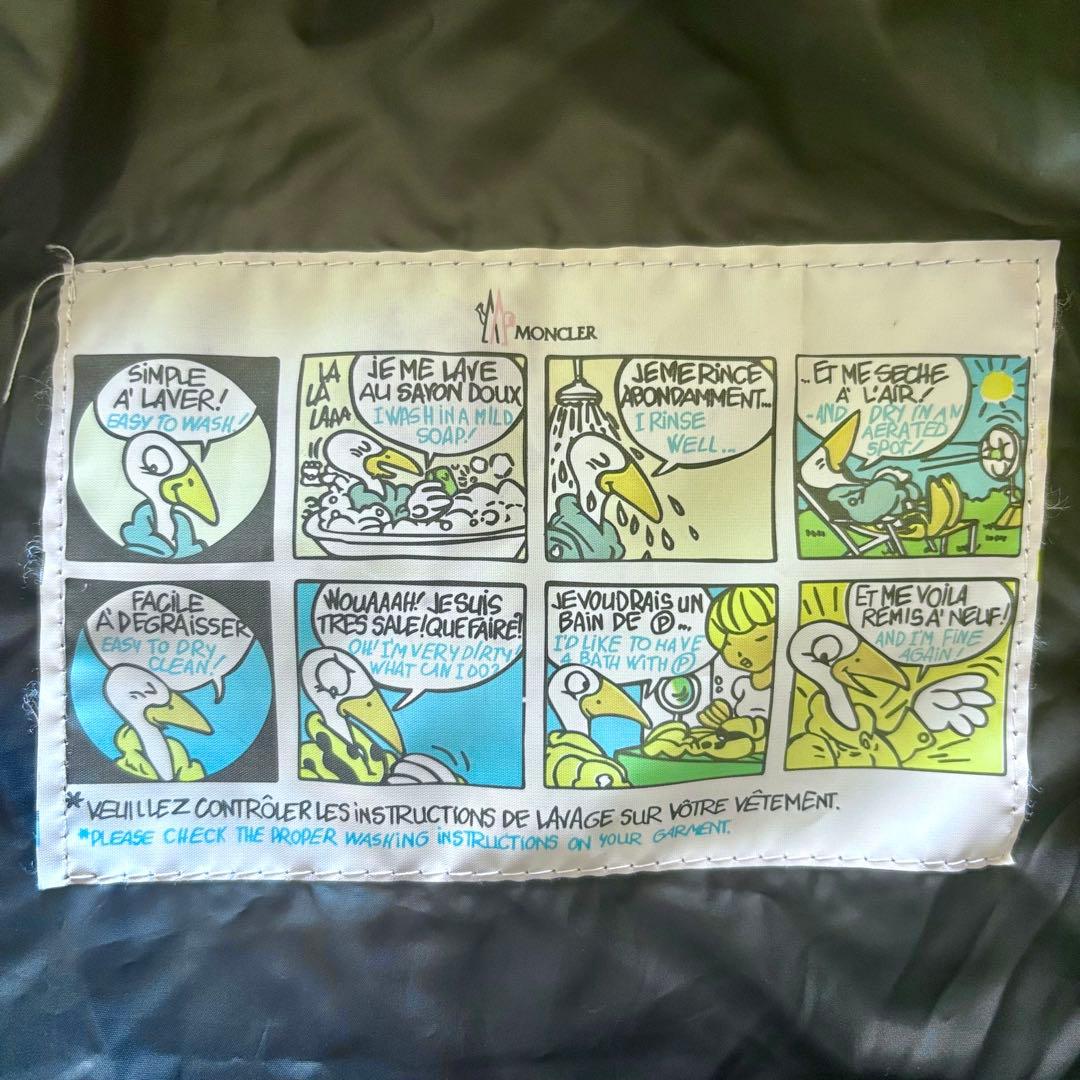 MONCLER
SIMPLE
A' LAVER!
EASY TO WASH!
LA
LA
LAAA
JE ME LAVE
AU SAVON DOUX
I WASH IN A MILD
SOAP!
JE ME RINCE
ABONDAMMENT...
I RINSE
WELL...
...ET ME SECHE
A' L'AIR!
-AND DRY IN AN
AERATED
SPOT!
FACILE
A' DEGRAISSER
EASY TO DRY
CLEAN!
WOUAAAH! JE SUIS
TRES SALE! QUE FAIRE?
OH! I'M VERY DIRTY!
WHAT CAN I DO?
JE VOUDRAIS UN
BAIN DE Ⓟ...
I'D LIKE TO HAVE
A BATH WITH Ⓟ
ET ME VOILA
REMIS A' NEUF!
AND I'M FINE
AGAIN!
*VEUILLEZ CONTRÔLER LES INSTRUCTIONS DE LAVAGE SUR VÔTRE VÊTEMENT.
*PLEASE CHECK THE PROPER WASHING INSTRUCTIONS ON YOUR GARMENT.